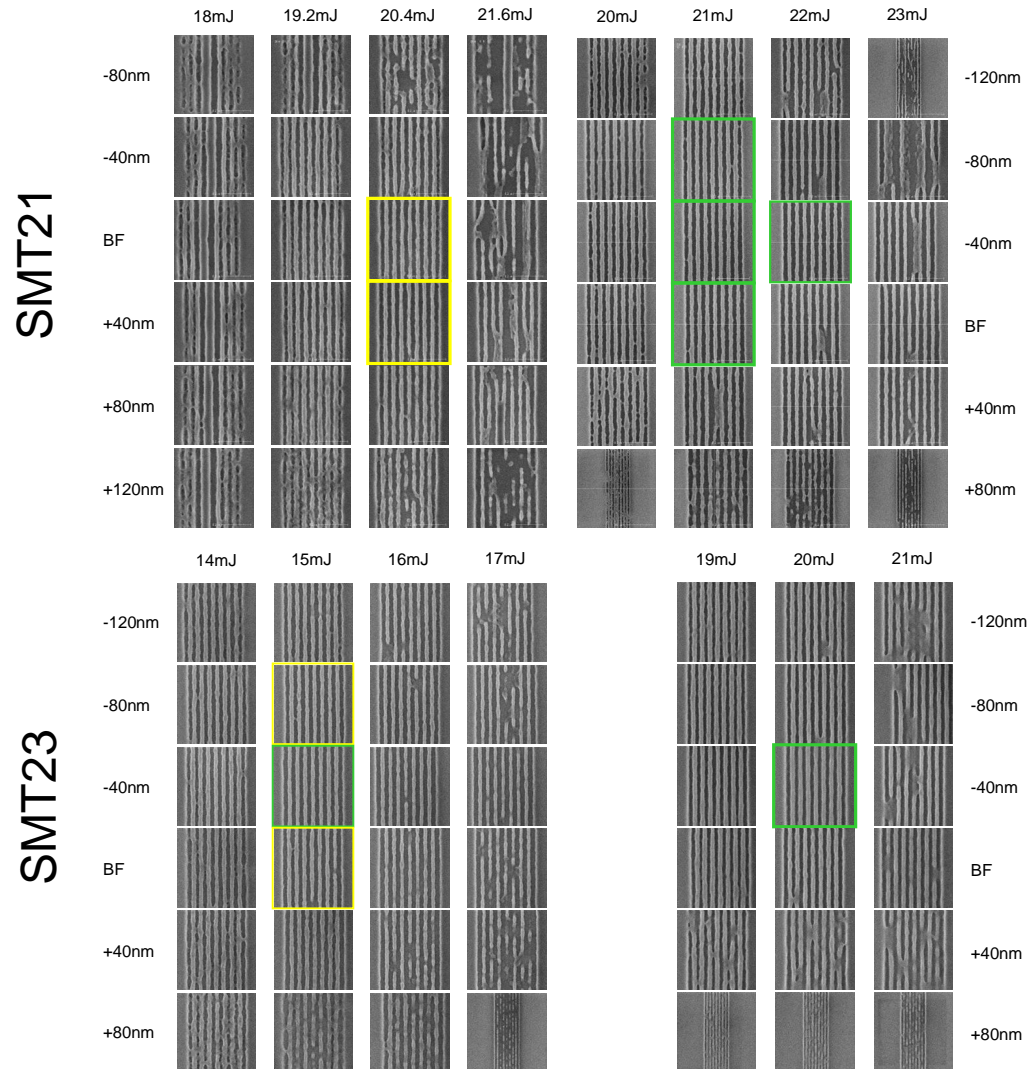 18mJ 19.2mJ 20.4mJ 21.6mJ 20mJ 21mJ 22mJ 23mJ
-80nm -120nm
-40nm -80nm
BF -40nm
+40nm BF
+80nm +40nm
+120nm +80nm
SMT21
14mJ 15mJ 16mJ 17mJ 19mJ 20mJ 21mJ
-120nm -120nm
-80nm -80nm
-40nm -40nm
BF BF
+40nm +40nm
+80nm +80nm
SMT23